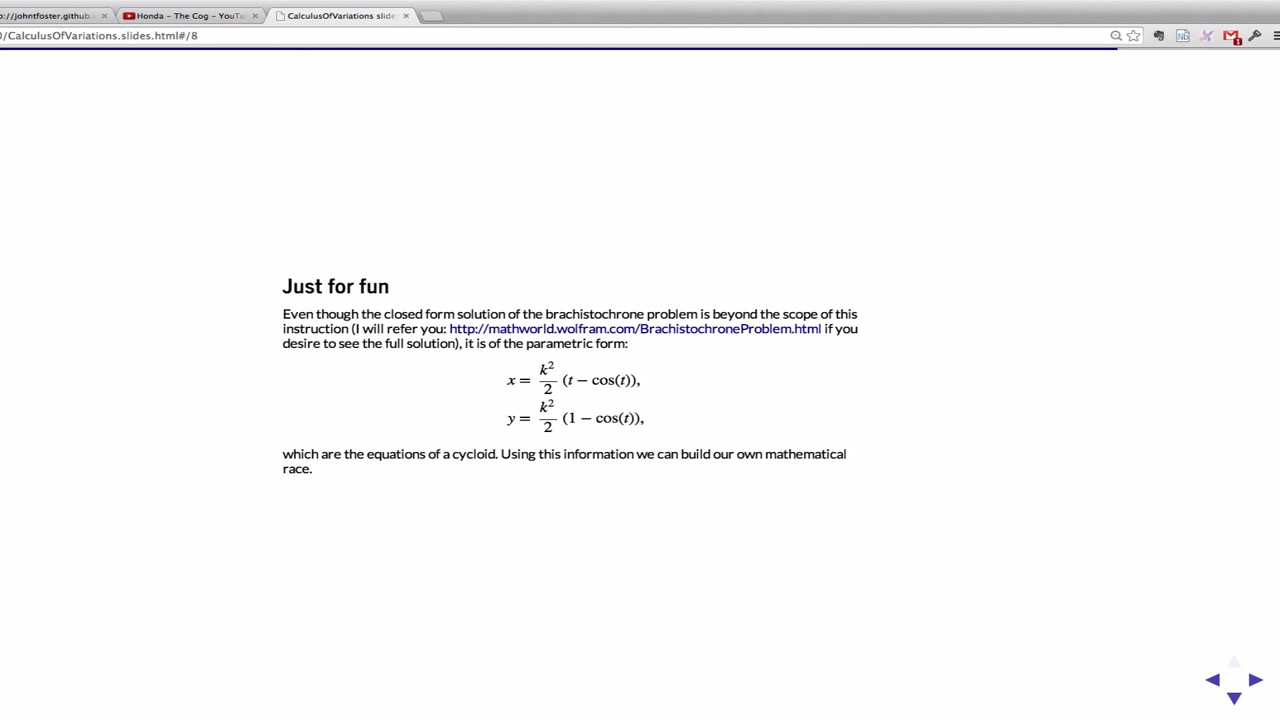 p://johntfoster.github.
Honda – The Cog – YouTu
CalculusOfVariations slide
0/CalculusOfVariations.slides.html#/8
Just for fun
Even though the closed form solution of the brachistochrone problem is beyond the scope of this
instruction (I will refer you: http://mathworld.wolfram.com/BrachistochroneProblem.html if you
desire to see the full solution), it is of the parametric form:
x = k²/2 (t − cos(t)),
y = k²/2 (1 − cos(t)),
which are the equations of a cycloid. Using this information we can build our own mathematical
race.